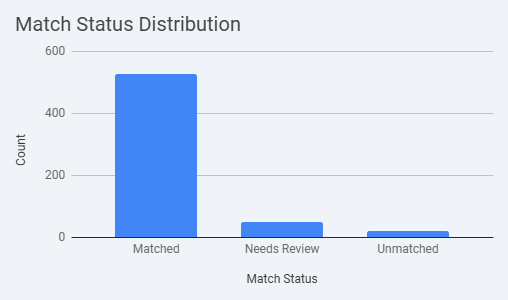 Match Status Distribution
600
400
200
0
Count
Matched
Needs Review
Unmatched
Match Status